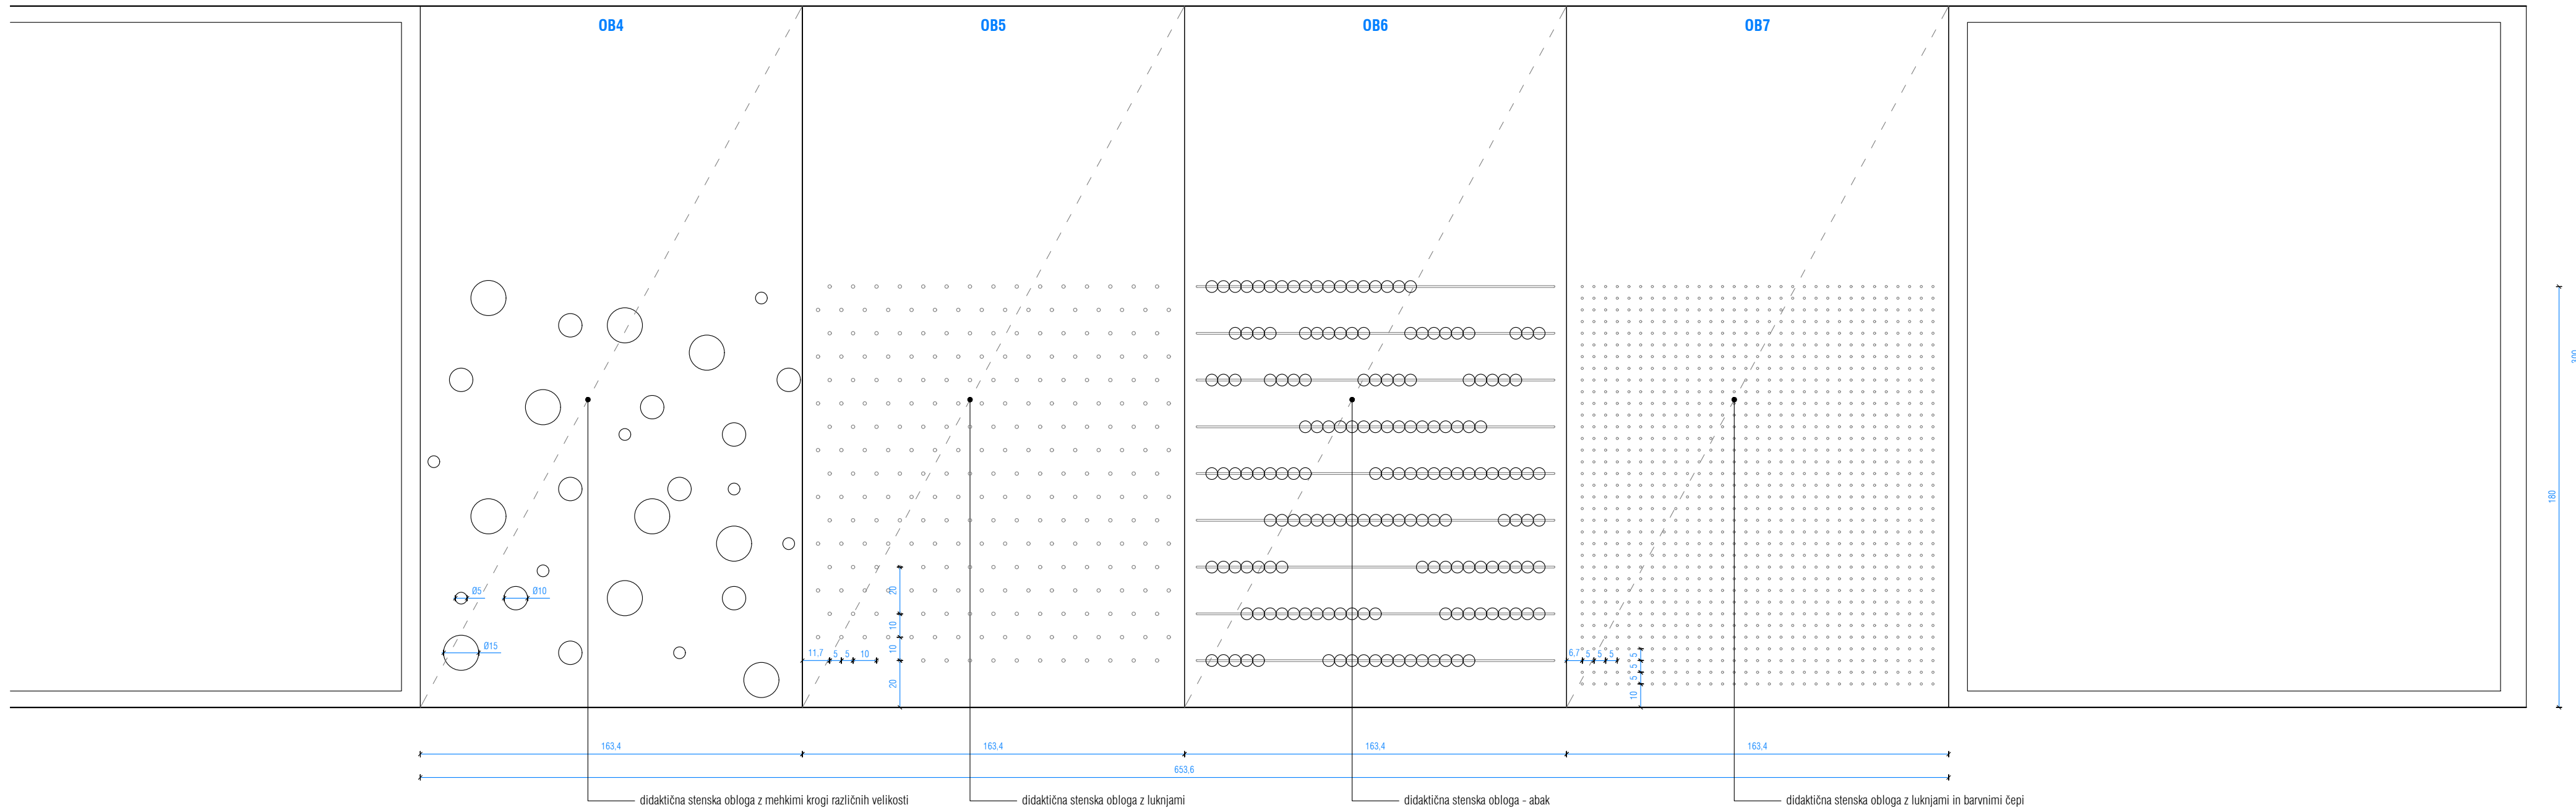 OB4
OB5
OB6
OB7
300
180
Ø5
Ø10
Ø15
20
10
10
20
11,7
5
5
10
6,7
5
5
5
5
5
5
10
163,4
163,4
163,4
163,4
653,6
didaktična stenska obloga z mehkimi krogi različnih velikosti
didaktična stenska obloga z luknjami
didaktična stenska obloga - abak
didaktična stenska obloga z luknjami in barvnimi čepi